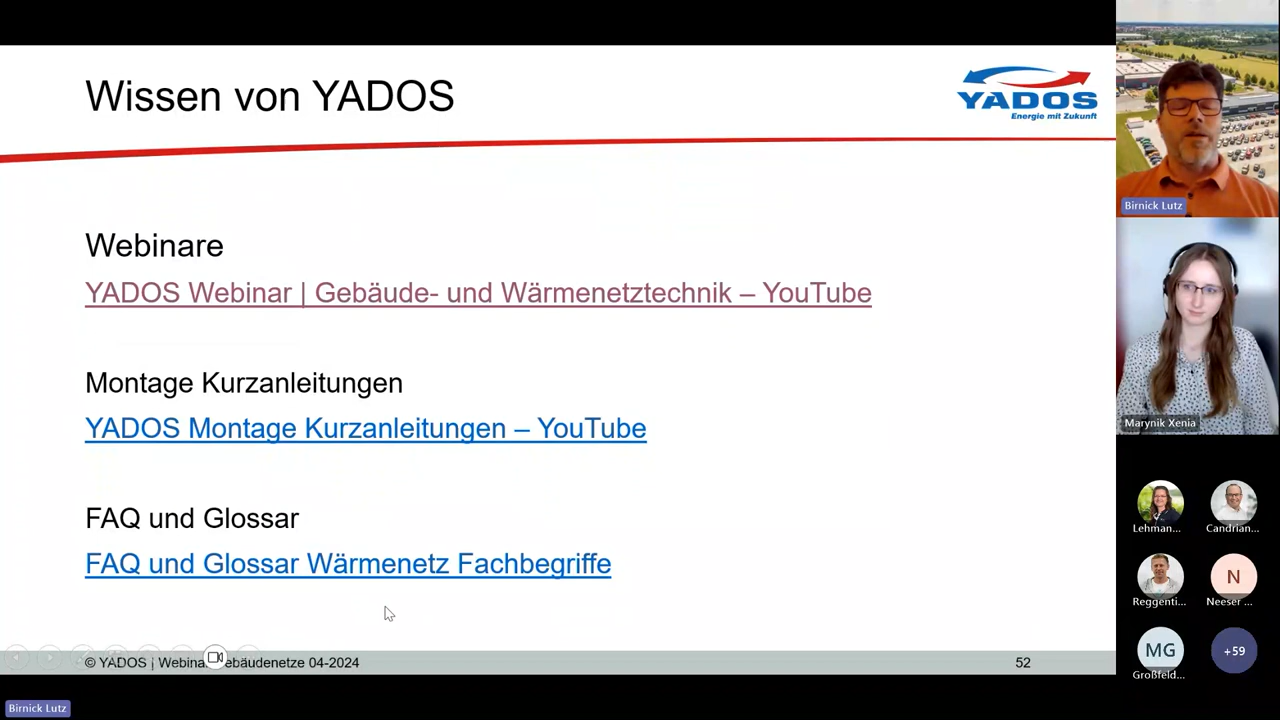 Wissen von YADOS
YADOS
Energie mit Zukunft
Webinare
YADOS Webinar | Gebäude- und Wärmenetztechnik – YouTube
Montage Kurzanleitungen
YADOS Montage Kurzanleitungen – YouTube
FAQ und Glossar
FAQ und Glossar Wärmenetz Fachbegriffe
© YADOS | Webinar ebäudenetze 04-2024
52
Birnick Lutz
Birnick Lutz
Marynik Xenia
Lehman...
Candrian...
Reggenti...
N
Neeser ...
MG
Großfeld...
+59